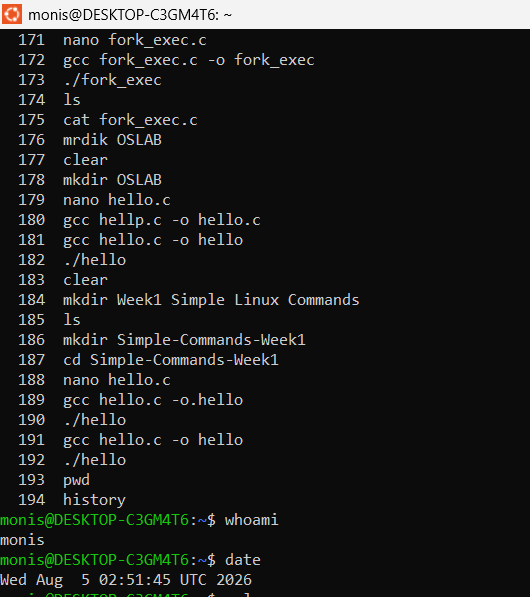 monis@DESKTOP-C3GM4T6: ~
171 nano fork_exec.c
172 gcc fork_exec.c -o fork_exec
173 ./fork_exec
174 ls
175 cat fork_exec.c
176 mrdik OSLAB
177 clear
178 mkdir OSLAB
179 nano hello.c
180 gcc hellp.c -o hello.c
181 gcc hello.c -o hello
182 ./hello
183 clear
184 mkdir Week1 Simple Linux Commands
185 ls
186 mkdir Simple-Commands-Week1
187 cd Simple-Commands-Week1
188 nano hello.c
189 gcc hello.c -o.hello
190 ./hello
191 gcc hello.c -o hello
192 ./hello
193 pwd
194 history
monis@DESKTOP-C3GM4T6:~$ whoami
monis
monis@DESKTOP-C3GM4T6:~$ date
Wed Aug  5 02:51:45 UTC 2026